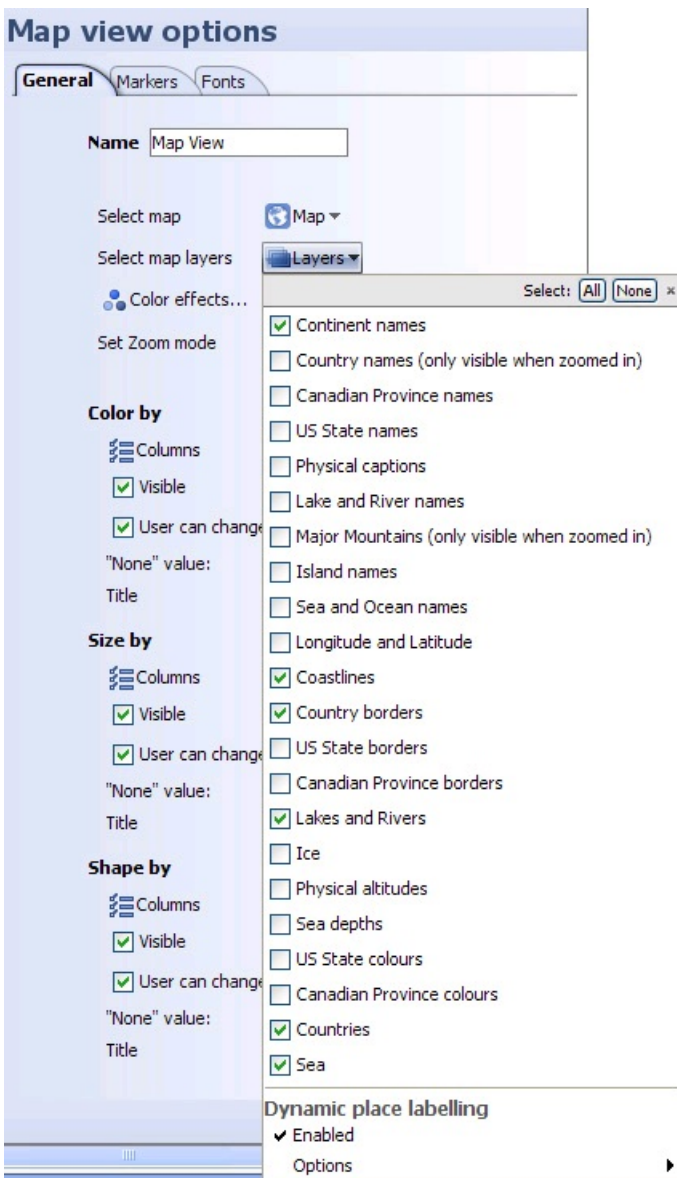 Map view options
General Markers Fonts
Name Map View
Select map Map
Select map layers Layers
Color effects...
Set Zoom mode
Color by
Columns
Visible
User can change
"None" value:
Title
Size by
Columns
Visible
User can change
"None" value:
Title
Shape by
Columns
Visible
User can change
"None" value:
Title
Select: All None ×
Continent names
Country names (only visible when zoomed in)
Canadian Province names
US State names
Physical captions
Lake and River names
Major Mountains (only visible when zoomed in)
Island names
Sea and Ocean names
Longitude and Latitude
Coastlines
Country borders
US State borders
Canadian Province borders
Lakes and Rivers
Ice
Physical altitudes
Sea depths
US State colours
Canadian Province colours
Countries
Sea
Dynamic place labelling
Enabled
Options